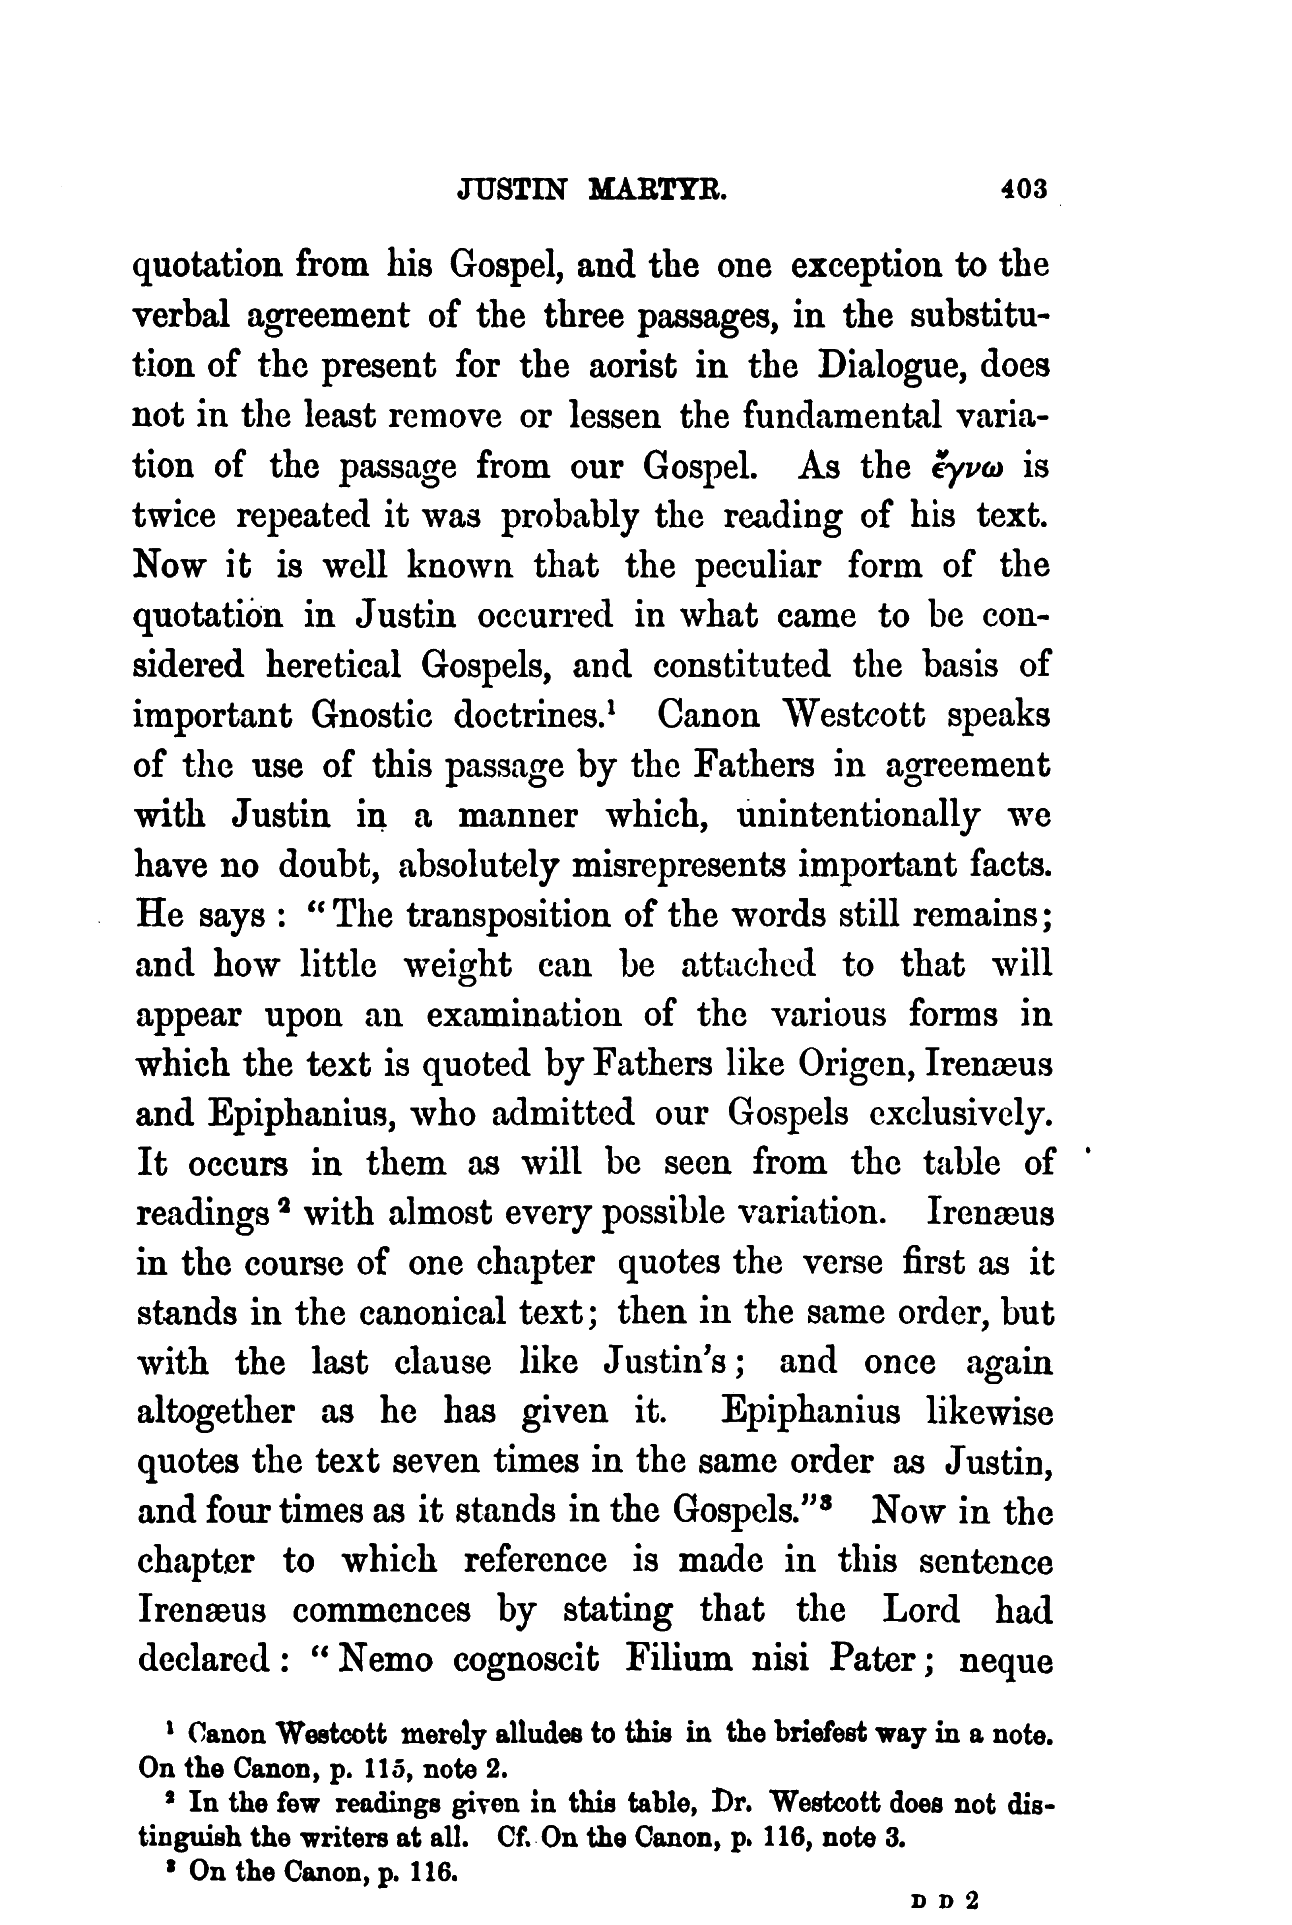 JUSTIN MARTYR. 403
quotation from his Gospel, and the one exception to the
verbal agreement of the three passages, in the substitu-
tion of the present for the aorist in the Dialogue, does
not in the least remove or lessen the fundamental varia-
tion of the passage from our Gospel. As the ἔγνω is
twice repeated it was probably the reading of his text.
Now it is well known that the peculiar form of the
quotation in Justin occurred in what came to be con-
sidered heretical Gospels, and constituted the basis of
important Gnostic doctrines.¹ Canon Westcott speaks
of the use of this passage by the Fathers in agreement
with Justin in a manner which, unintentionally we
have no doubt, absolutely misrepresents important facts.
He says : “The transposition of the words still remains;
and how little weight can be attached to that will
appear upon an examination of the various forms in
which the text is quoted by Fathers like Origen, Irenæus
and Epiphanius, who admitted our Gospels exclusively.
It occurs in them as will be seen from the table of
readings ² with almost every possible variation. Irenæus
in the course of one chapter quotes the verse first as it
stands in the canonical text; then in the same order, but
with the last clause like Justin's; and once again
altogether as he has given it. Epiphanius likewise
quotes the text seven times in the same order as Justin,
and four times as it stands in the Gospels.”³ Now in the
chapter to which reference is made in this sentence
Irenæus commences by stating that the Lord had
declared : “Nemo cognoscit Filium nisi Pater; neque
¹ Canon Westcott merely alludes to this in the briefest way in a note.
On the Canon, p. 115, note 2.
² In the few readings given in this table, Dr. Westcott does not dis-
tinguish the writers at all. Cf. On the Canon, p. 116, note 3.
³ On the Canon, p. 116.
D D 2